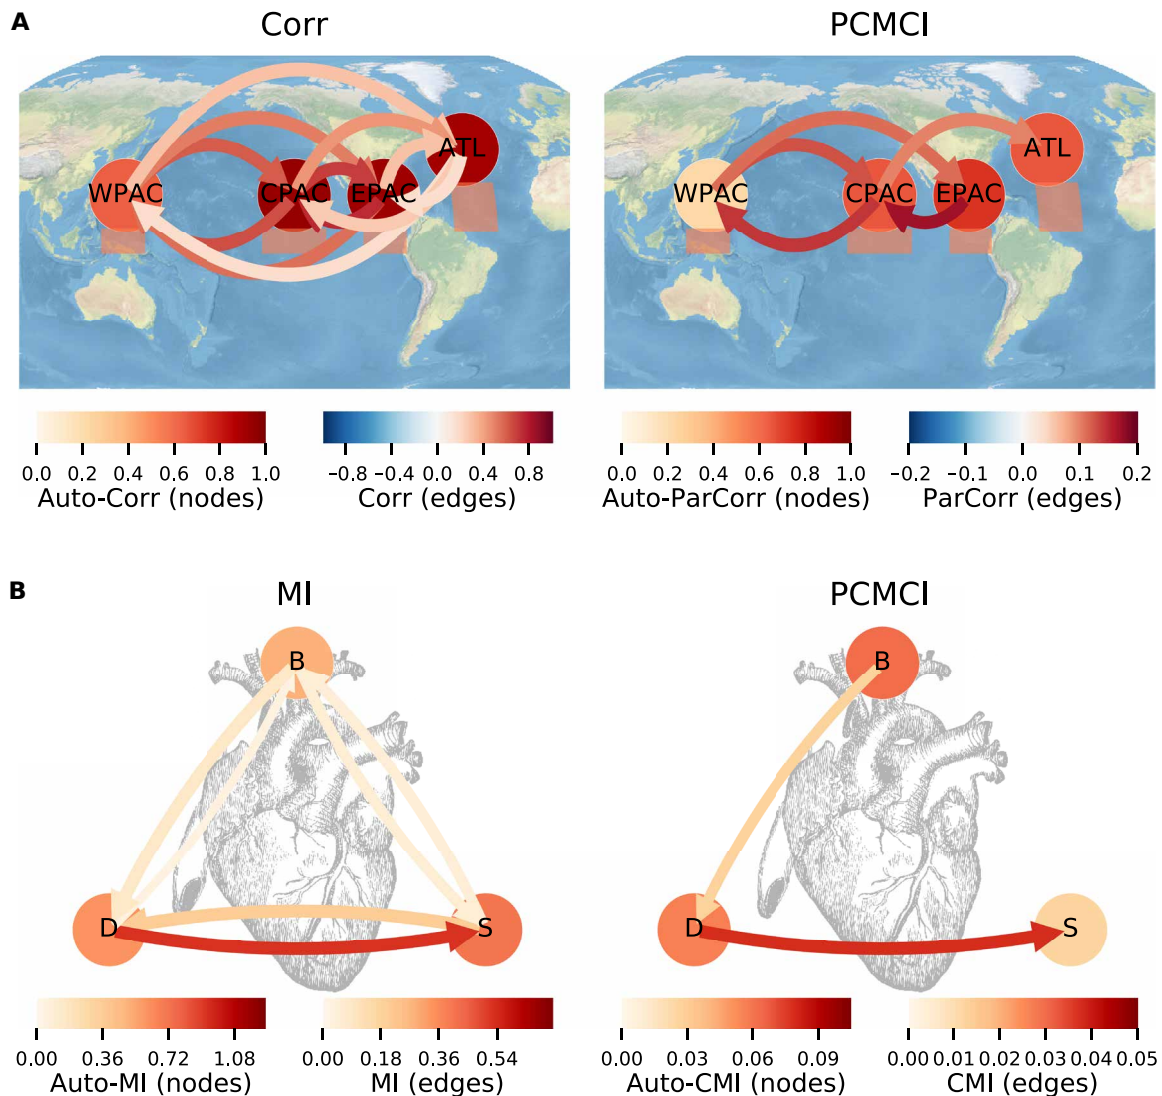 A
Corr
PCMCI
WPAC
CPAC
EPAC
ATL
WPAC
CPAC
EPAC
ATL
0.0 0.2 0.4 0.6 0.8 1.0
Auto-Corr (nodes)
−0.8 −0.4 0.0 0.4 0.8
Corr (edges)
0.0 0.2 0.4 0.6 0.8 1.0
Auto-ParCorr (nodes)
−0.2 −0.1 0.0 0.1 0.2
ParCorr (edges)
B
MI
PCMCI
B
D
S
B
D
S
0.00 0.36 0.72 1.08
Auto-MI (nodes)
0.00 0.18 0.36 0.54
MI (edges)
0.00 0.03 0.06 0.09
Auto-CMI (nodes)
0.00 0.01 0.02 0.03 0.04 0.05
CMI (edges)